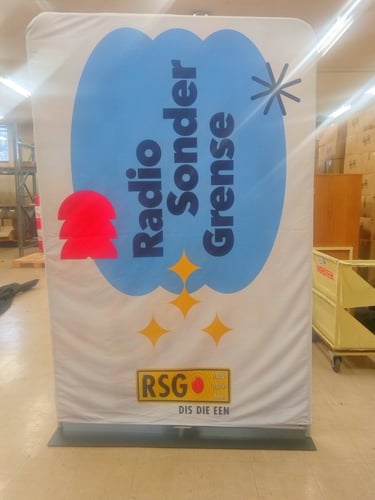 Radio
Sonder
Grense
RSG
DIS DIE EEN